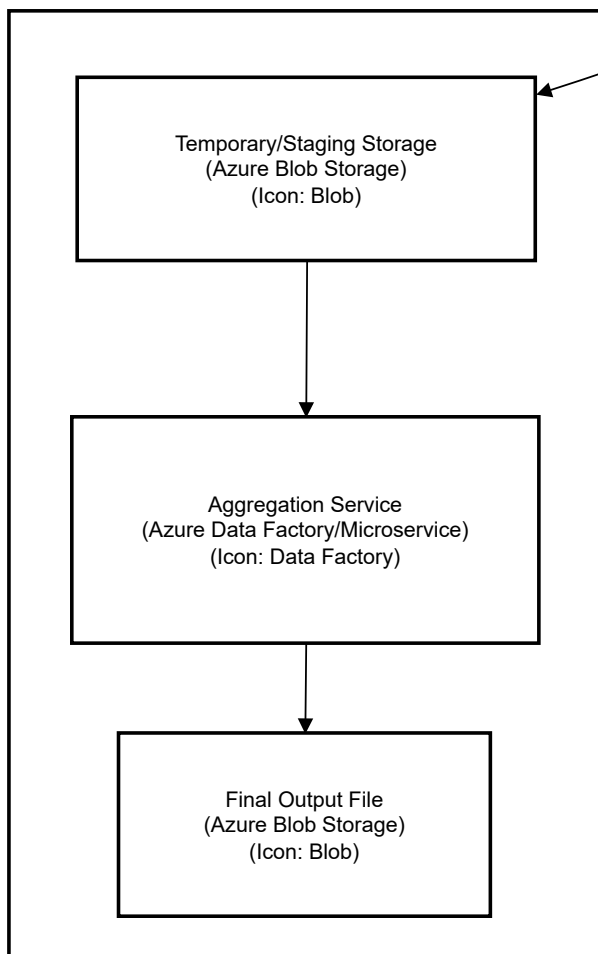 Temporary/Staging Storage
(Azure Blob Storage)
(Icon: Blob)
Aggregation Service
(Azure Data Factory/Microservice)
(Icon: Data Factory)
Final Output File
(Azure Blob Storage)
(Icon: Blob)